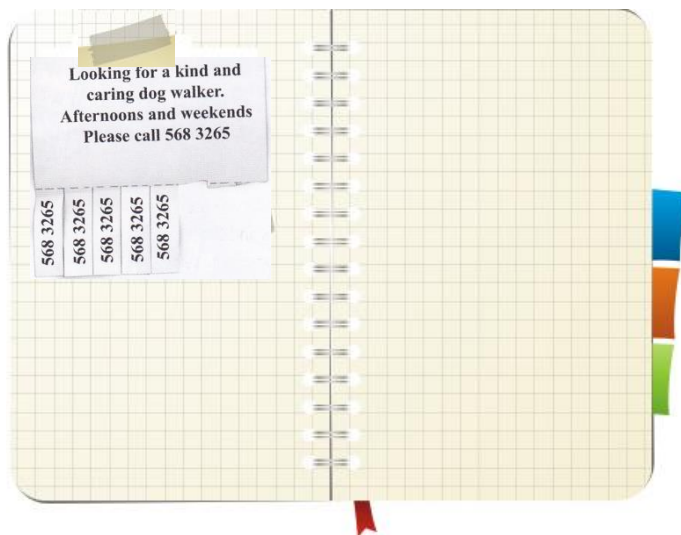 Looking for a kind and
caring dog walker.
Afternoons and weekends
Please call 568 3265
568 3265
568 3265
568 3265
568 3265
568 3265